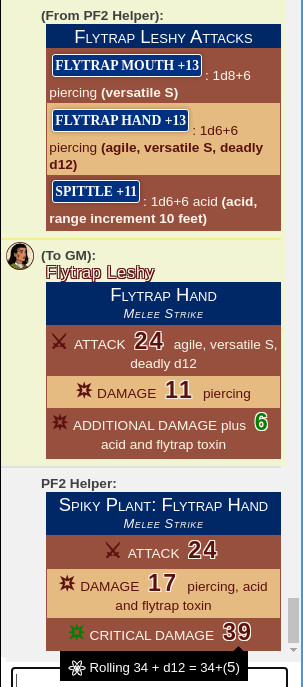 (From PF2 Helper):
Flytrap Leshy Attacks
FLYTRAP MOUTH +13 : 1d8+6
piercing (versatile S)
FLYTRAP HAND +13 : 1d6+6
piercing (agile, versatile S, deadly
d12)
SPITTLE +11 : 1d6+6 acid (acid,
range increment 10 feet)
(To GM):
Flytrap Leshy
Flytrap Hand
Melee Strike
ATTACK 24 agile, versatile S,
deadly d12
DAMAGE 11 piercing
ADDITIONAL DAMAGE plus 6
acid and flytrap toxin
PF2 Helper:
Spiky Plant: Flytrap Hand
Melee Strike
ATTACK 24
DAMAGE 17 piercing, acid
and flytrap toxin
CRITICAL DAMAGE 39
Rolling 34 + d12 = 34+(5)